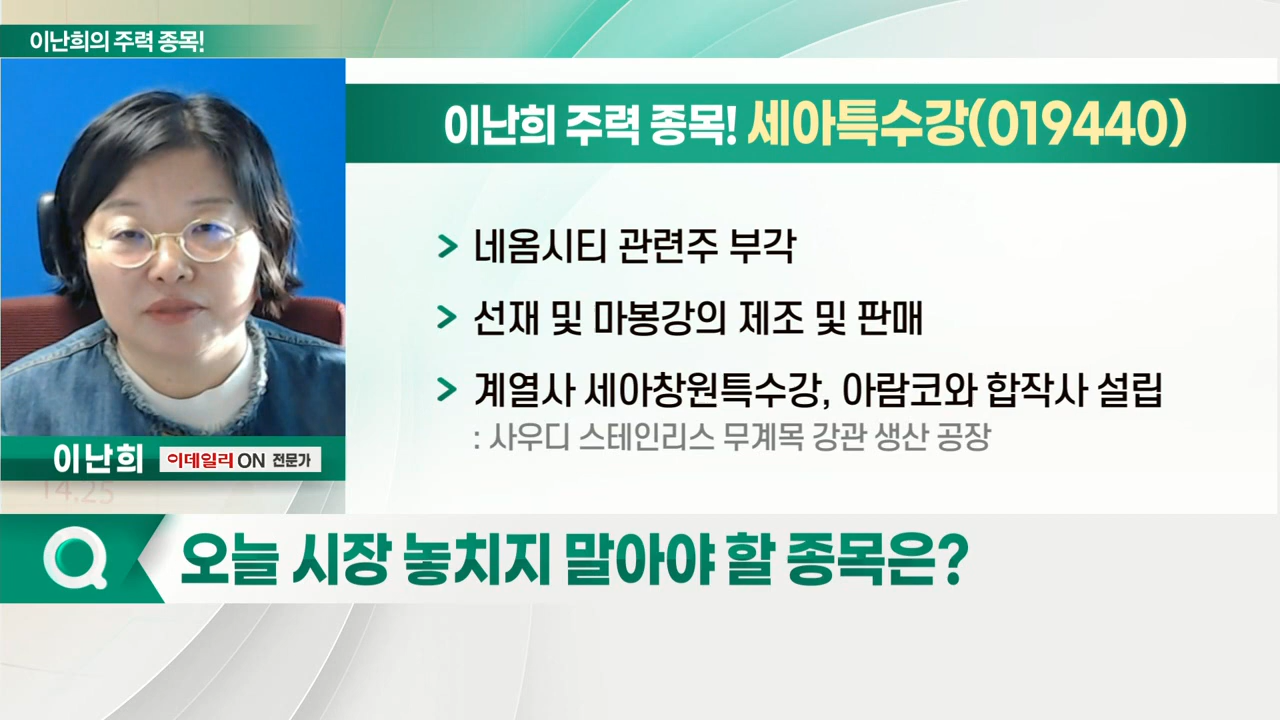 이난희의 주력 종목!
이난희 주력 종목! 세아특수강(019440)
> 네옴시티 관련주 부각
> 선재 및 마봉강의 제조 및 판매
> 계열사 세아창원특수강, 아람코와 합작사 설립
: 사우디 스테인리스 무계목 강관 생산 공장
이난희 이데일리 ON 전문가
14:25
Q 오늘 시장 놓치지 말아야 할 종목은?